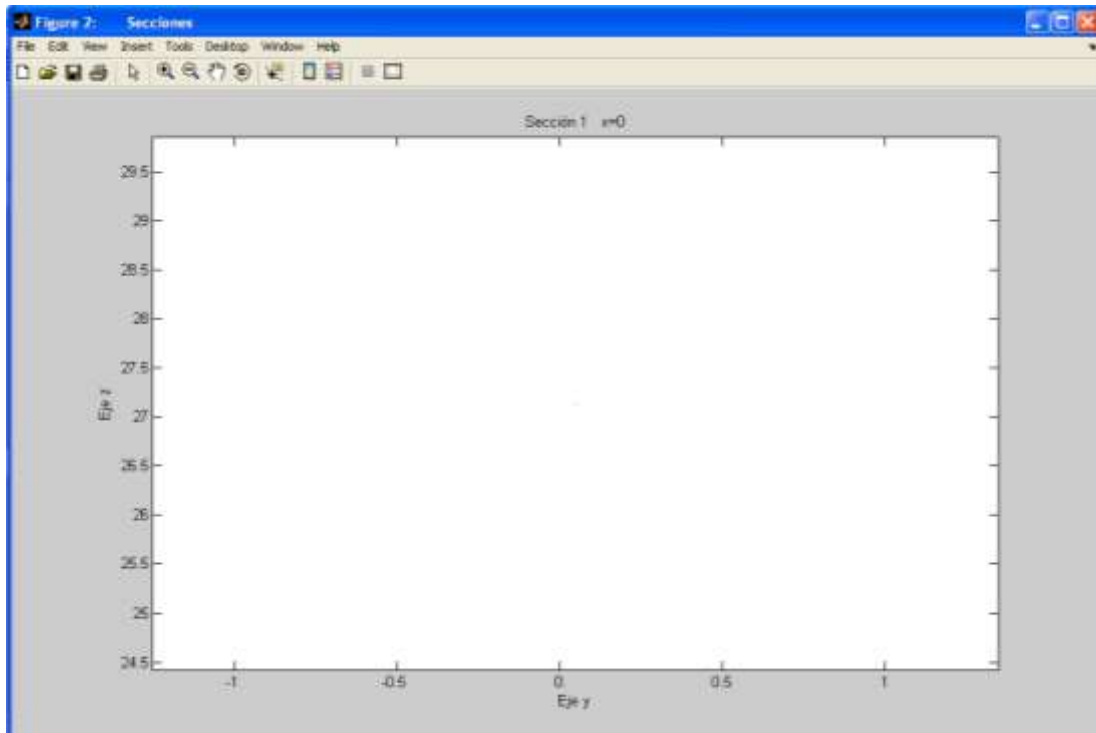 Figure 2: Secciones
File Edit View Insert Tools Desktop Window Help
Sección 1 x=0
29.5
29
28.5
28
27.5
27
26.5
26
25.5
25
24.5
Eje z
-1 -0.5 0 0.5 1
Eje y